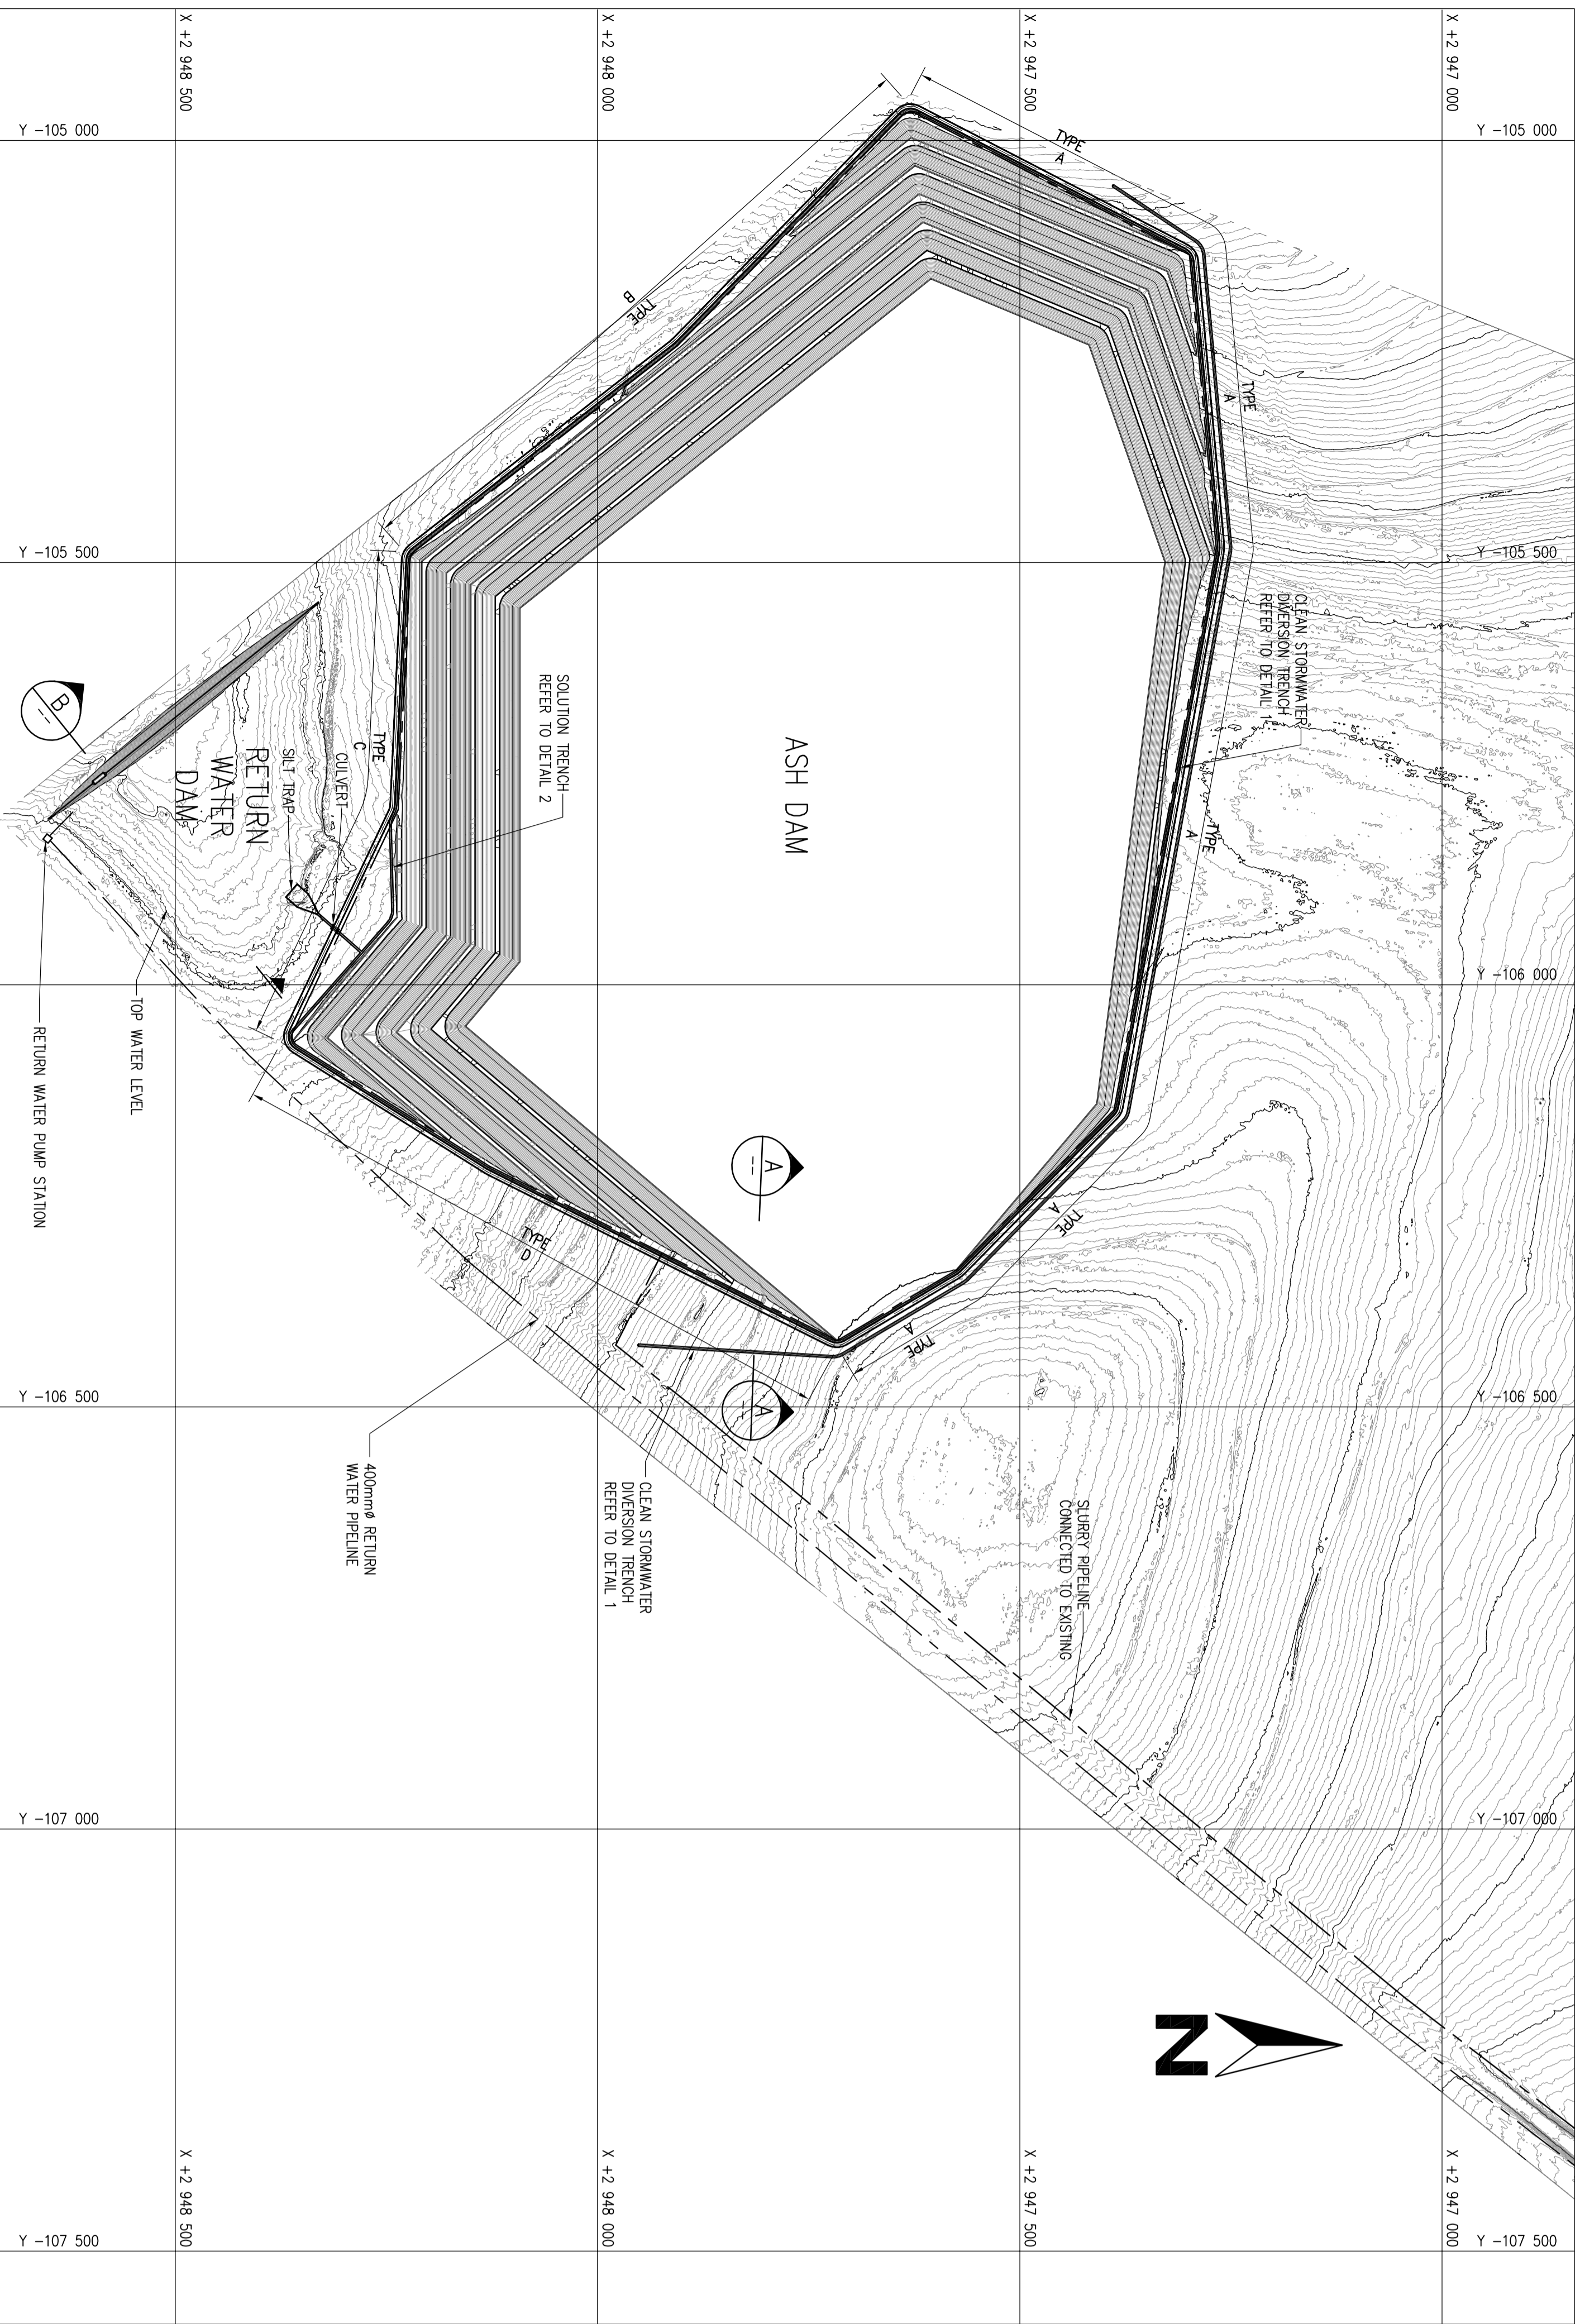 X +2 948 500
X +2 948 000
X +2 947 500
X +2 947 000
Y -105 000
Y -105 000
TYPE
A
TYPE
B
TYPE
A
Y -105 500
Y -105 500
CLEAN STORMWATER
DIVERSION TRENCH
REFER TO DETAIL 1
SOLUTION TRENCH
REFER TO DETAIL 2
ASH DAM
TYPE
A
TYPE
C
CULVERT
SILT TRAP
RETURN
WATER
DAM
B
--
Y -106 000
Y -106 000
TOP WATER LEVEL
RETURN WATER PUMP STATION
A
--
TYPE
A
TYPE
D
TYPE
A
A
--
Y -106 500
Y -106 500
400mmø RETURN
WATER PIPELINE
CLEAN STORMWATER
DIVERSION TRENCH
REFER TO DETAIL 1
SLURRY PIPELINE
CONNECTED TO EXISTING
Y -107 000
Y -107 000
N
X +2 948 500
X +2 948 000
X +2 947 500
X +2 947 000
Y -107 500
Y -107 500